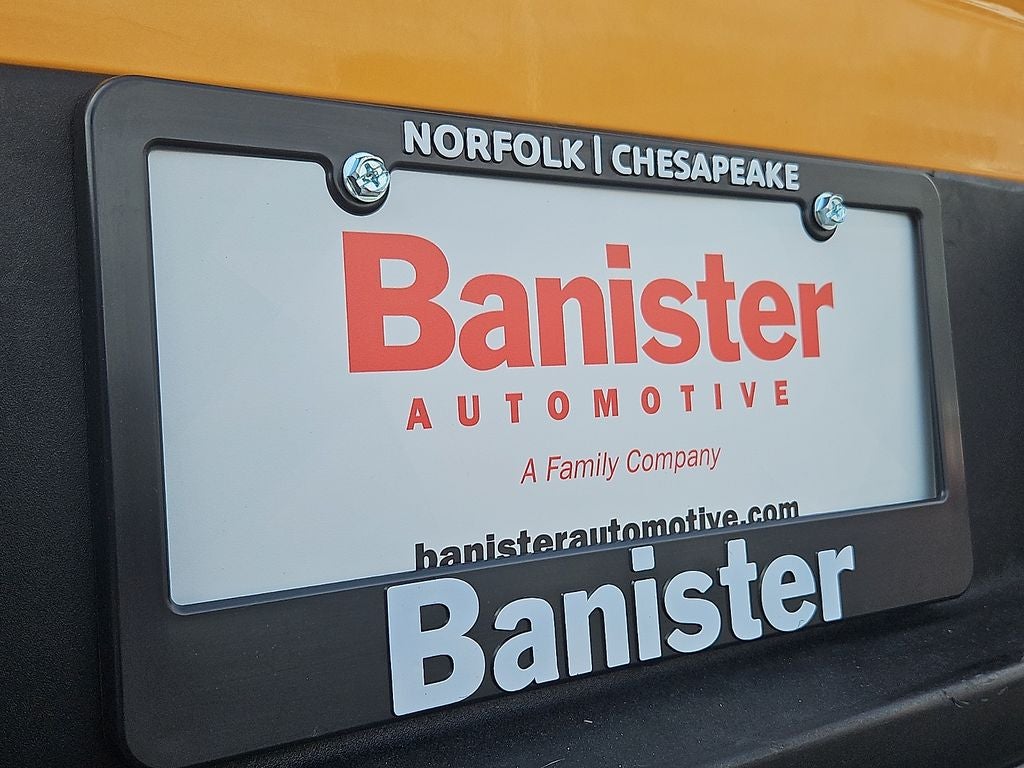 NORFOLK | CHESAPEAKE
Banister
AUTOMOTIVE
A Family Company
banisterautomotive.com
Banister